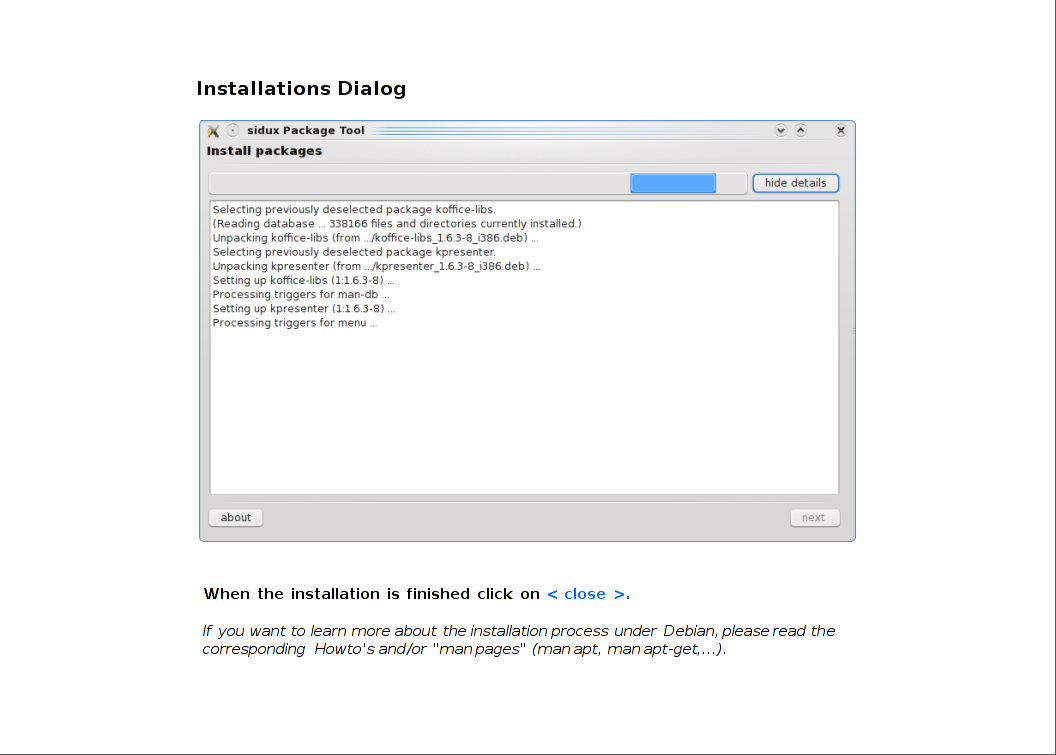 Installations Dialog
sidux Package Tool
Install packages
hide details
Selecting previously deselected package koffice-libs.
(Reading database ... 338166 files and directories currently installed.)
Unpacking koffice-libs (from .../koffice-libs_1.6.3-8_i386.deb) ...
Selecting previously deselected package kpresenter.
Unpacking kpresenter (from .../kpresenter_1.6.3-8_i386.deb) ...
Setting up koffice-libs (1:1.6.3-8) ...
Processing triggers for man-db ...
Setting up kpresenter (1:1.6.3-8) ...
Processing triggers for menu ...
about
next
When the installation is finished click on < close >.
If you want to learn more about the installation process under Debian, please read the
corresponding Howto's and/or "man pages" (man apt, man apt-get,...).